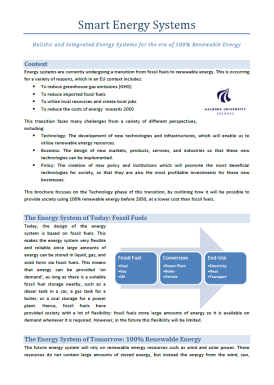 Smart Energy Systems
Holistic and Integrated Energy Systems for the era of 100% Renewable Energy
Context
Energy systems are currently undergoing a transition from fossil fuels to renewable energy. This is occurring
for a variety of reasons, which in an EU context includes:
• To reduce greenhouse gas emissions (GHG)
• To reduce imported fossil fuels
• To utilise local resources and create local jobs
• To reduce the costs of energy towards 2050
AALBORG UNIVERSITY
DENMARK
This transition faces many challenges from a variety of different perspectives,
including:
• Technology: The development of new technologies and infrastructures, which will enable us to
utilise renewable energy resources.
• Business: The design of new markets, products, services, and industries so that these new
technologies can be implemented.
• Policy: The creation of new policy and institutions which will promote the most beneficial
technologies for society, so that they are also the most profitable investments for these new
businesses.
This brochure focuses on the Technology phase of this transition, by outlining how it will be possible to
provide society using 100% renewable energy before 2050, at a lower cost than fossil fuels.
The Energy System of Today: Fossil Fuels
Today, the design of the energy
system is based on fossil fuels. This
makes the energy system very flexible
and reliable since large amounts of
energy can be stored in liquid, gas, and
solid form via fossil fuels. This means
that energy can be provided 'on
demand', as long as there is a suitable
fossil fuel storage nearby, such as a
diesel tank in a car, a gas tank for a
boiler, or a coal storage for a power
plant. Hence, fossil fuels have
Fossil Fuel
•Coal
•Gas
•Oil
Conversion
•Power Plant
•Boiler
•Vehicle
End-Use
•Electricity
•Heat
•Transport
provided society with a lot of flexibility: fossil fuels store large amounts of energy so it is available on
demand whenever it is required. However, in the future this flexibility will be limited.
The Energy System of Tomorrow: 100% Renewable Energy
The future energy system will rely on renewable energy resources such as wind and solar power. These
resources do not contain large amounts of stored energy, but instead the energy from the wind, sun,